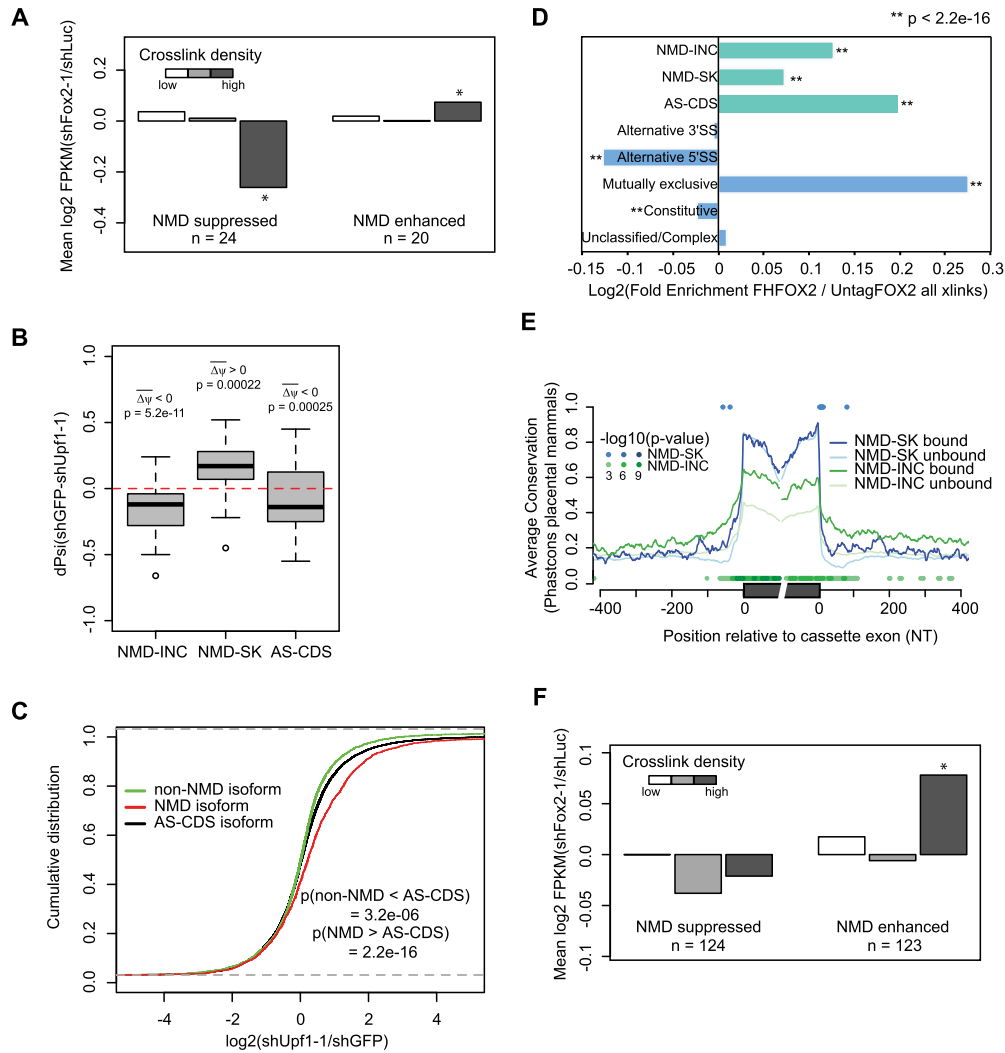 A
Mean log2 FPKM(shFox2-1/shLuc)
0.2
0.0
-0.2
-0.4
Crosslink density
low
high
*
*
NMD suppressed
n = 24
NMD enhanced
n = 20
B
dPsi(shGFP-shUpf1-1)
1.0
0.5
0.0
-0.5
-1.0
Δψ < 0
p = 5.2e-11
Δψ > 0
p = 0.00022
Δψ < 0
p = 0.00025
NMD-INC
NMD-SK
AS-CDS
C
Cumulative distribution
1.0
0.8
0.6
0.4
0.2
0.0
non-NMD isoform
NMD isoform
AS-CDS isoform
p(non-NMD < AS-CDS)
= 3.2e-06
p(NMD > AS-CDS)
= 2.2e-16
-4
-2
0
2
4
log2(shUpf1-1/shGFP)
D
** p < 2.2e-16
NMD-INC
**
NMD-SK
**
AS-CDS
**
Alternative 3'SS
**
Alternative 5'SS
Mutually exclusive
**
**Constitutive
Unclassified/Complex
-0.15
-0.1
-0.05
0
0.05
0.1
0.15
0.2
0.25
0.3
Log2(Fold Enrichment FHFOX2 / UntagFOX2 all xlinks)
E
Average Conservation
(Phastcons placental mammals)
1.0
0.8
0.6
0.4
0.2
0.0
-log10(p-value)
NMD-SK
NMD-INC
3 6 9
NMD-SK bound
NMD-SK unbound
NMD-INC bound
NMD-INC unbound
-400
-200
0
0
200
400
Position relative to cassette exon (NT)
F
Mean log2 FPKM(shFox2-1/shLuc)
0.1
0.05
0.0
-0.05
-0.1
Crosslink density
low
high
*
NMD suppressed
n = 124
NMD enhanced
n = 123